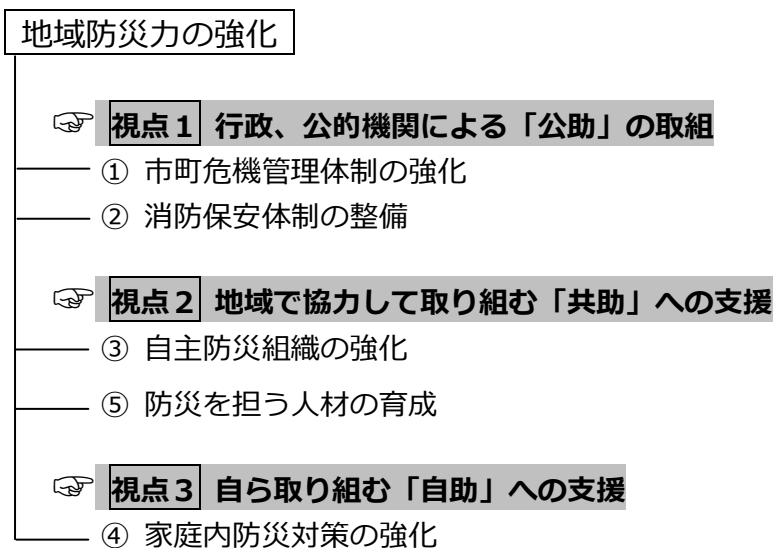 地域防災力の強化
☞ 視点1 行政、公的機関による「公助」の取組
① 市町危機管理体制の強化
② 消防保安体制の整備
☞ 視点2 地域で協力して取り組む「共助」への支援
③ 自主防災組織の強化
⑤ 防災を担う人材の育成
☞ 視点3 自ら取り組む「自助」への支援
④ 家庭内防災対策の強化